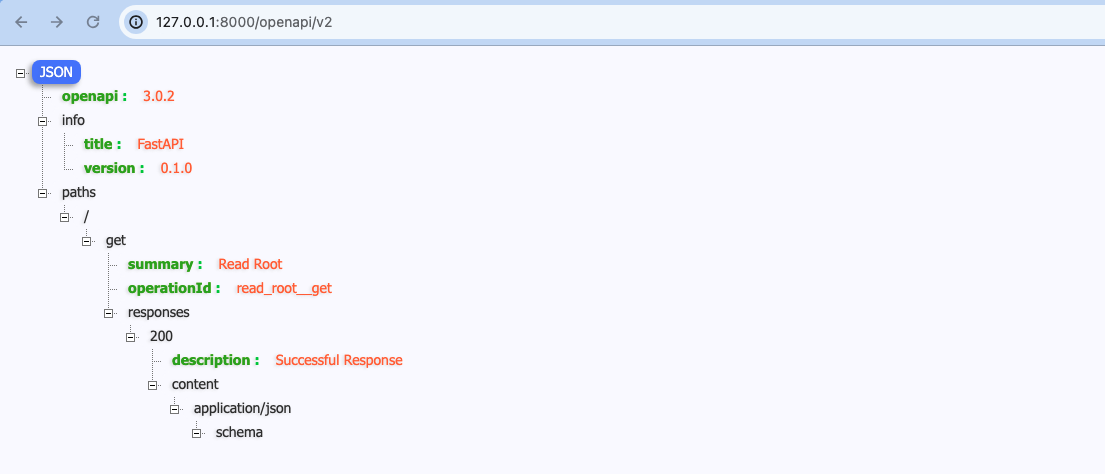 127.0.0.1:8000/openapi/v2
JSON
openapi : 3.0.2
info
title : FastAPI
version : 0.1.0
paths
/
get
summary : Read Root
operationId : read_root__get
responses
200
description : Successful Response
content
application/json
schema